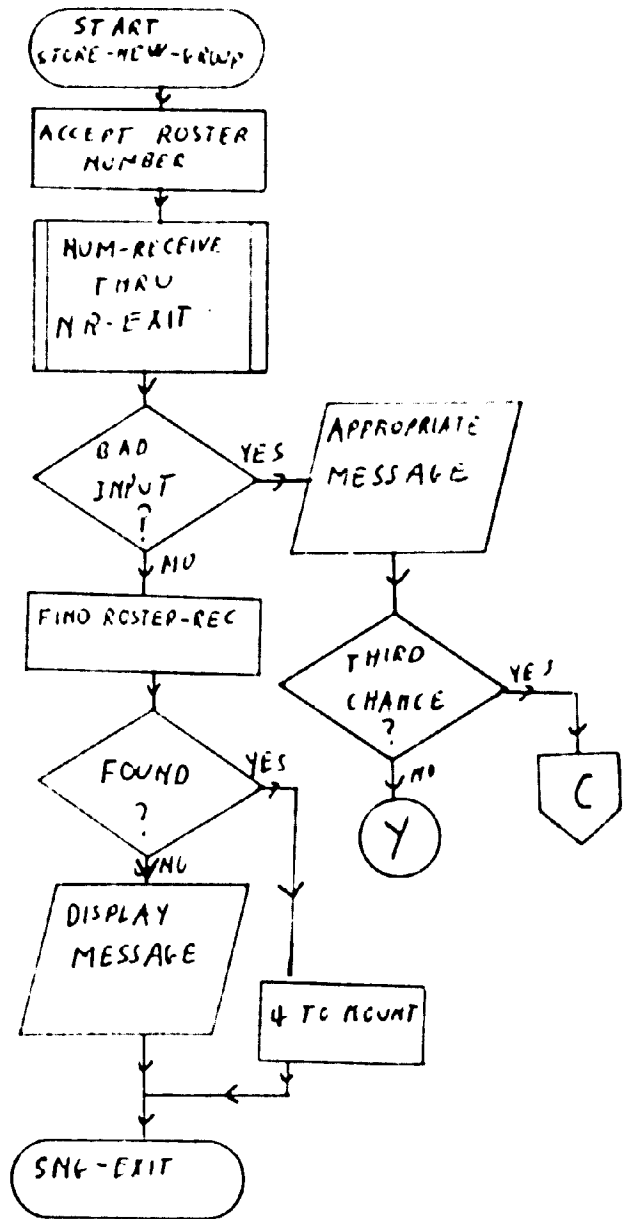 START
STORE-NEW-GROUP
ACCEPT ROSTER
NUMBER
NUM-RECEIVE
THRU
NR-EXIT
BAD
INPUT
?
YES
NO
APPROPRIATE
MESSAGE
FIND ROSTER-REC
THIRD
CHANCE
?
YES
NO
C
Y
FOUND
?
YES
NO
DISPLAY
MESSAGE
4 TO MCOUNT
SNG-EXIT